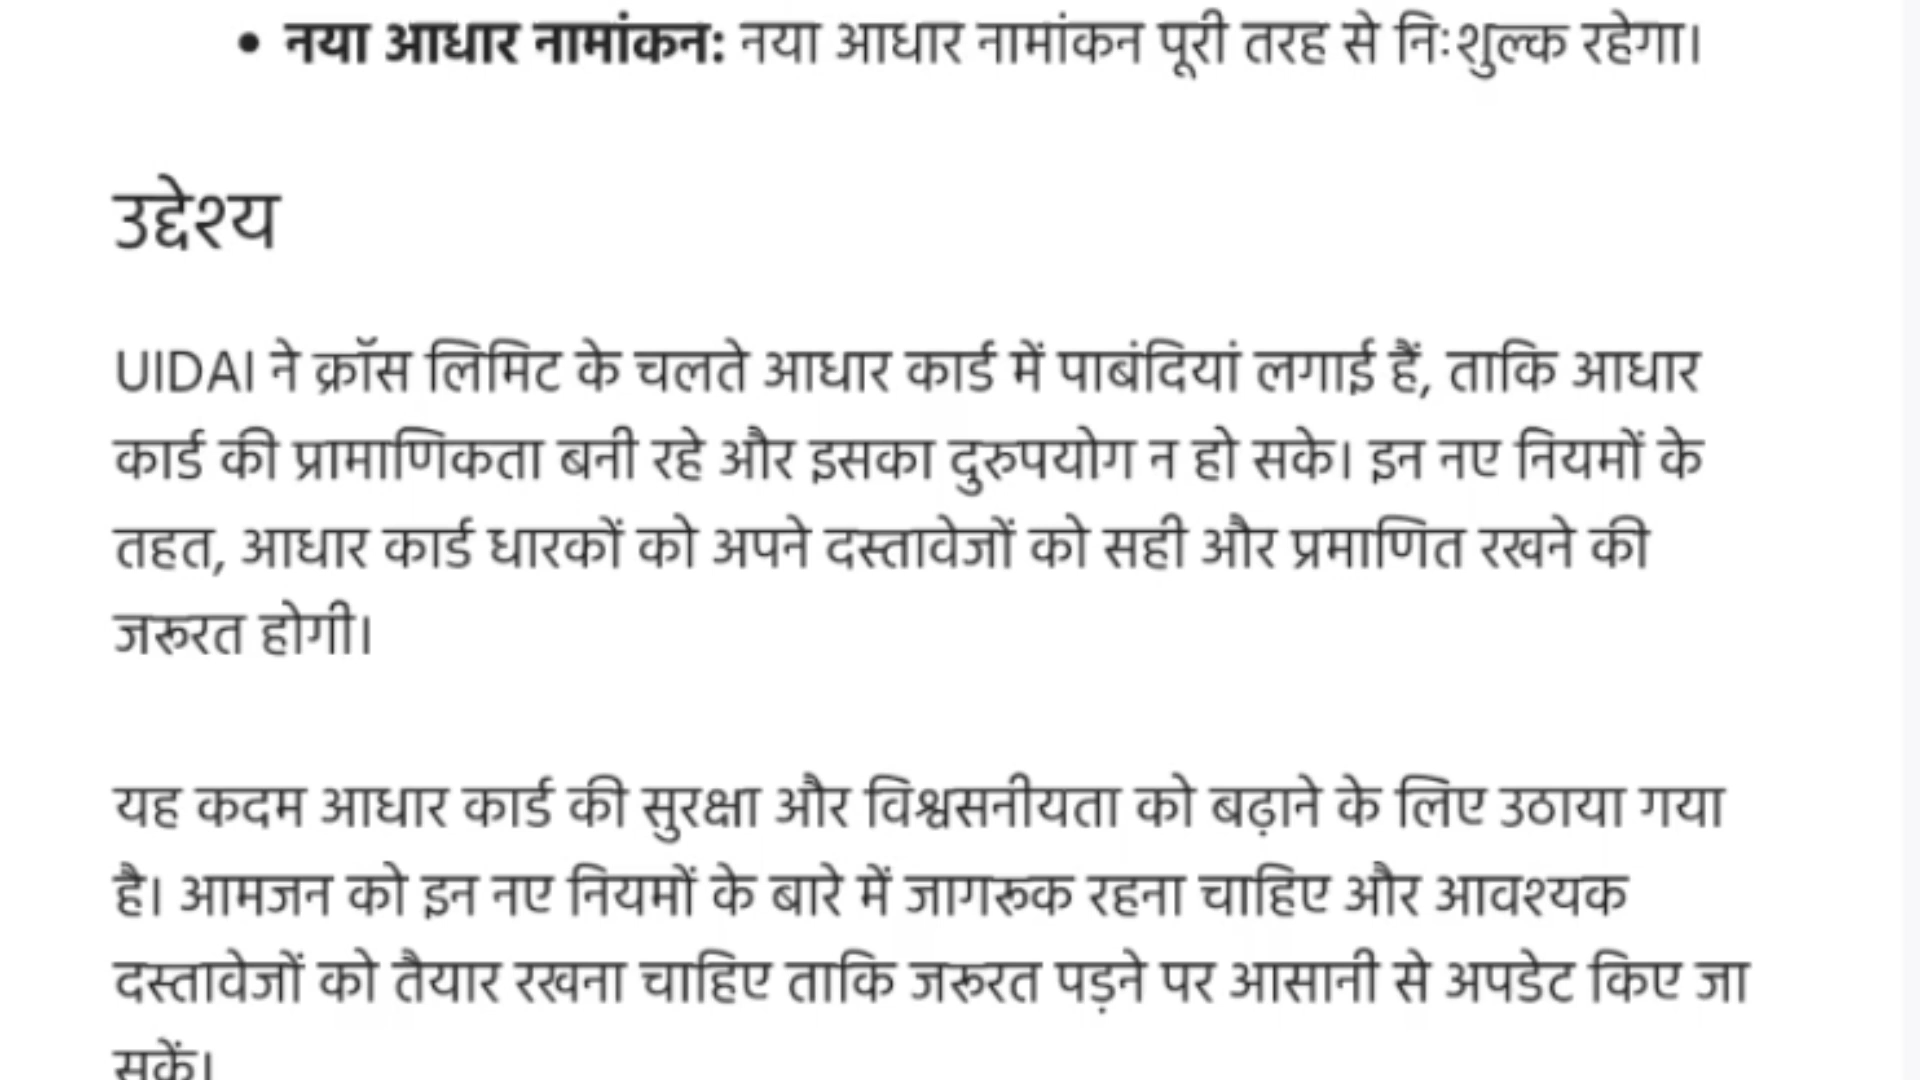 • नया आधार नामांकन: नया आधार नामांकन पूरी तरह से निःशुल्क रहेगा।
उद्देश्य
UIDAI ने क्रॉस लिमिट के चलते आधार कार्ड में पाबंदियां लगाई हैं, ताकि आधार
कार्ड की प्रामाणिकता बनी रहे और इसका दुरुपयोग न हो सके। इन नए नियमों के
तहत, आधार कार्ड धारकों को अपने दस्तावेजों को सही और प्रमाणित रखने की
जरूरत होगी।
यह कदम आधार कार्ड की सुरक्षा और विश्वसनीयता को बढ़ाने के लिए उठाया गया
है। आमजन को इन नए नियमों के बारे में जागरूक रहना चाहिए और आवश्यक
दस्तावेजों को तैयार रखना चाहिए ताकि जरूरत पड़ने पर आसानी से अपडेट किए जा
सकें।